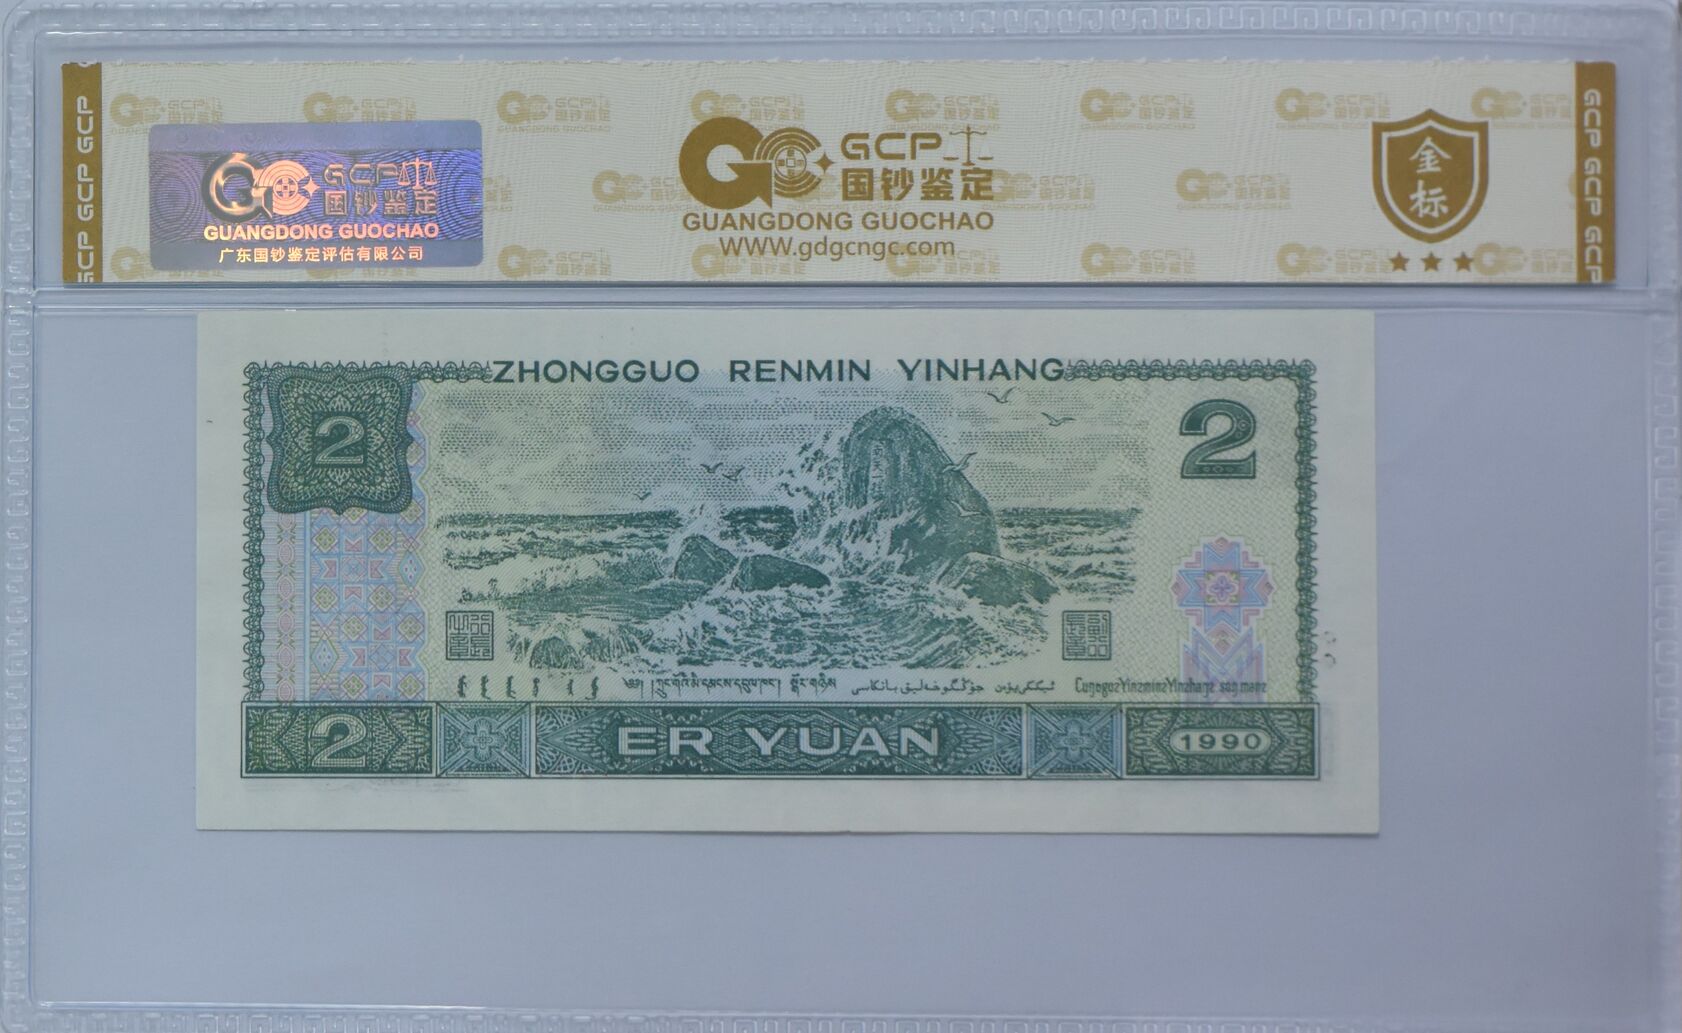 GCP GCP GCP
GCP
国钞鉴定
GUANGDONG GUOCHAO
广东国钞鉴定评估有限公司
GCP
国钞鉴定
GUANGDONG GUOCHAO
WWW.gdgcngc.com
金标
GCP GCP GCP
ZHONGGUO RENMIN YINHANG
2
2
CuŋgoƨYinƶminƶYinƶhaŋƨ
2
ER YUAN
1990